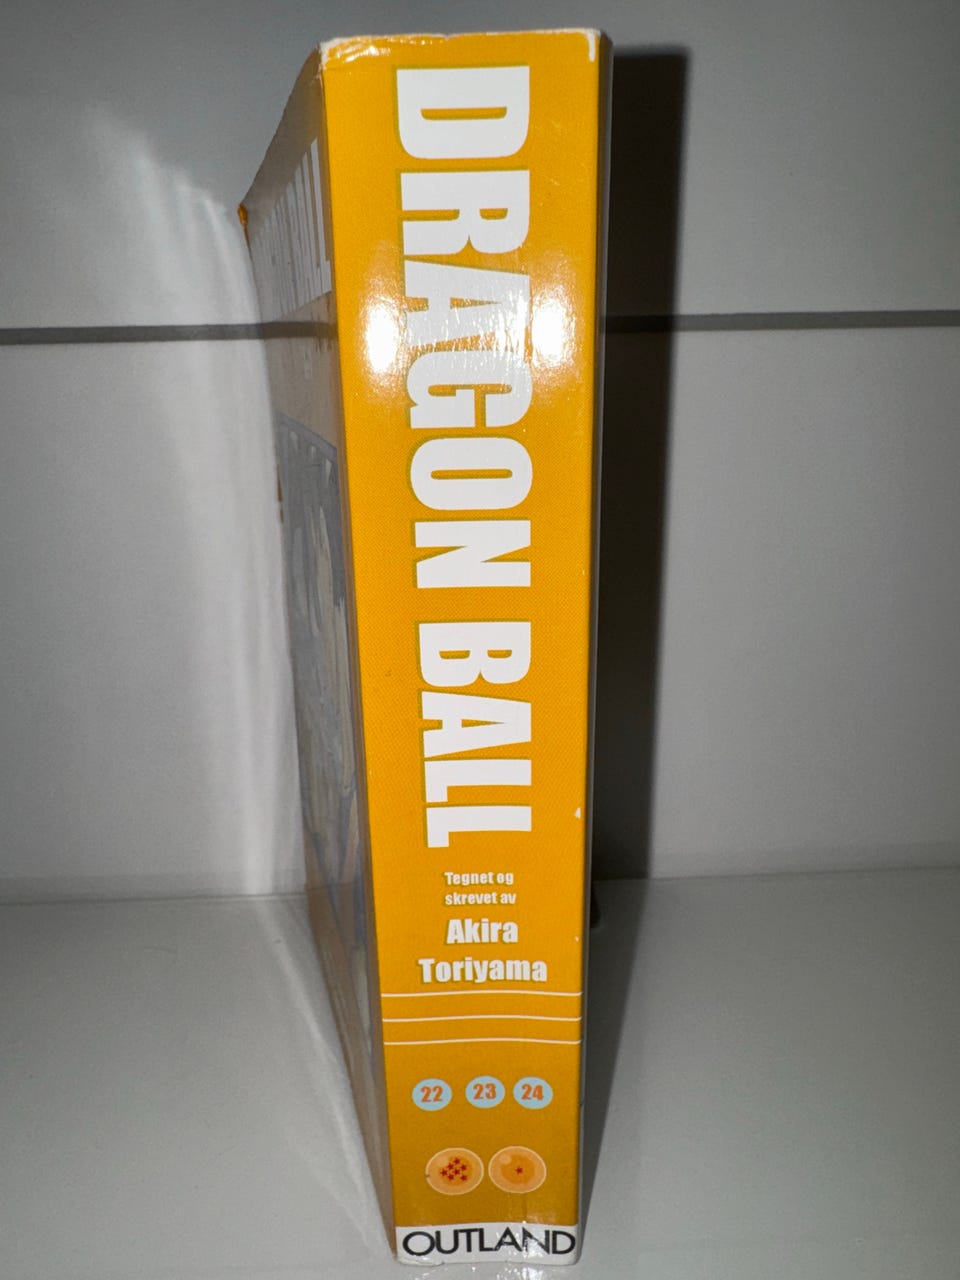 DRAGON BALL
Tegnet og
skrevet av
Akira
Toriyama
22 23 24
OUTLAND